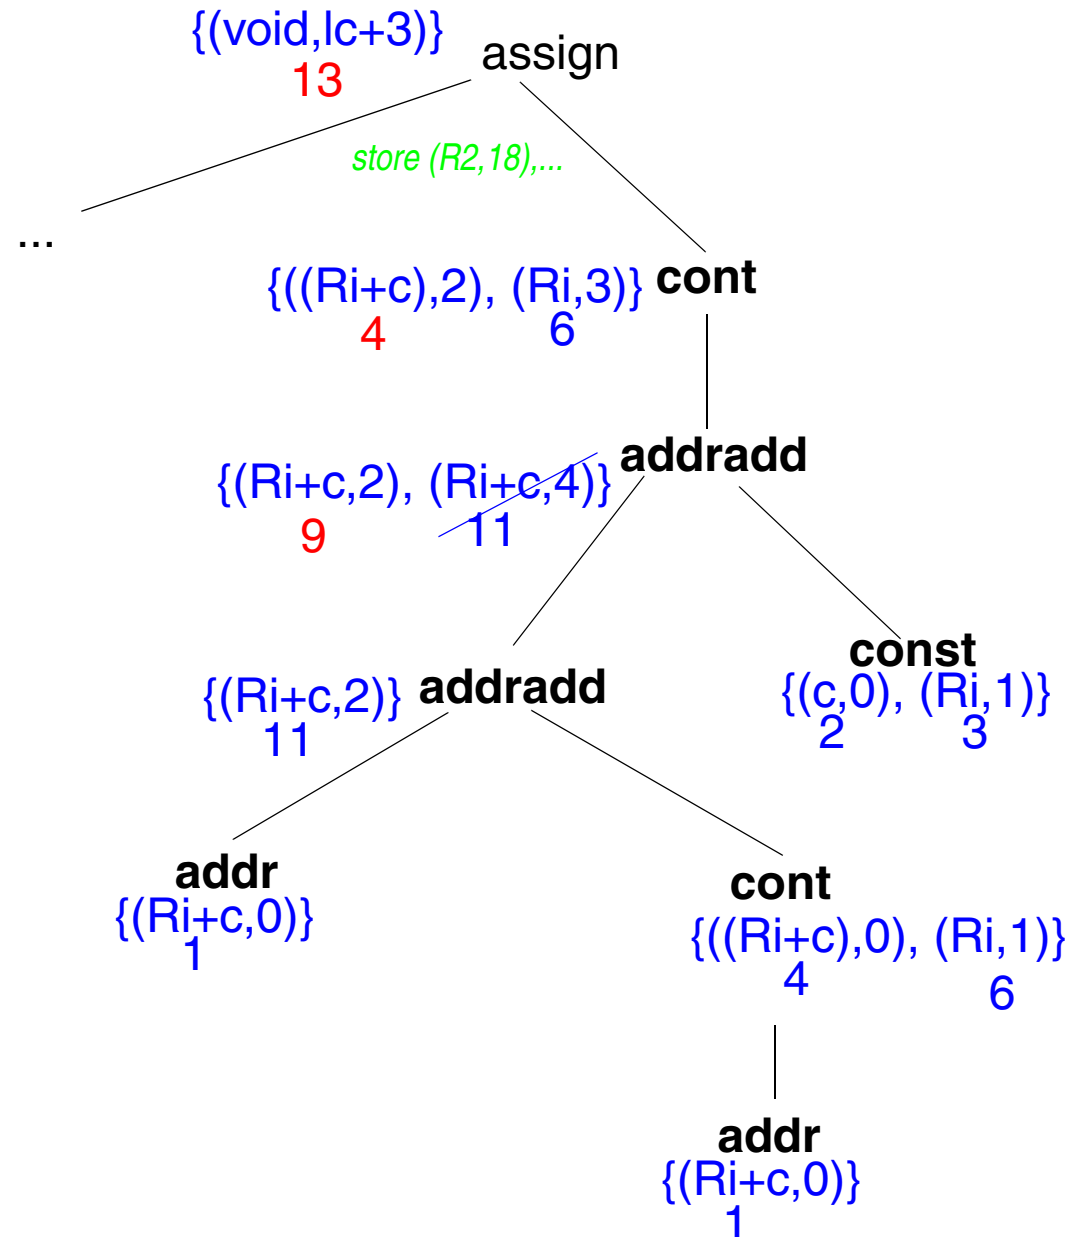 {(void,lc+3)} assign
13
store (R2,18),...
...
{((Ri+c),2), (Ri,3)} cont
4 6
addradd
{(Ri+c,2), (Ri+c,4)}
9 11
const
addradd
{(Ri+c,2)} {(c,0), (Ri,1)}
11 2 3
addr
cont
{(Ri+c,0)}
1
{((Ri+c),0), (Ri,1)}
4 6
addr
{(Ri+c,0)}
1